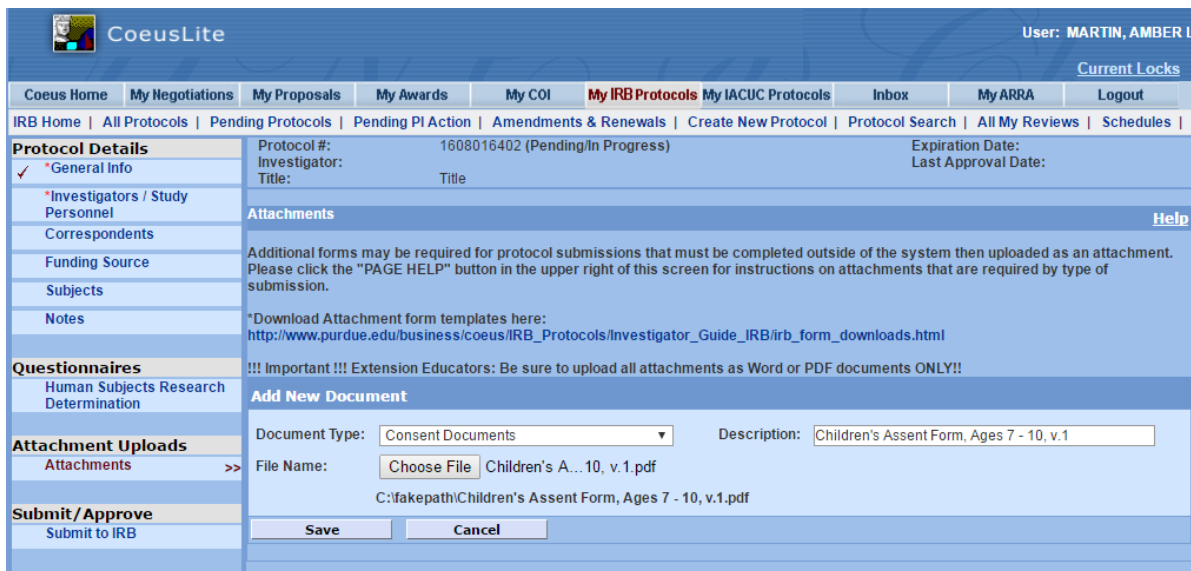 CoeusLite
User: MARTIN, AMBER L
Current Locks
Coeus Home My Negotiations My Proposals My Awards My COI My IRB Protocols My IACUC Protocols Inbox My ARRA Logout
IRB Home | All Protocols | Pending Protocols | Pending PI Action | Amendments & Renewals | Create New Protocol | Protocol Search | All My Reviews | Schedules |
Protocol Details
*General Info
*Investigators / Study
Personnel
Correspondents
Funding Source
Subjects
Notes
Questionnaires
Human Subjects Research
Determination
Attachment Uploads
Attachments >>
Submit/Approve
Submit to IRB
Protocol #: 1608016402 (Pending/In Progress) Expiration Date:
Investigator: Last Approval Date:
Title: Title
Attachments Help
Additional forms may be required for protocol submissions that must be completed outside of the system then uploaded as an attachment.
Please click the "PAGE HELP" button in the upper right of this screen for instructions on attachments that are required by type of
submission.
*Download Attachment form templates here:
http://www.purdue.edu/business/coeus/IRB_Protocols/Investigator_Guide_IRB/irb_form_downloads.html
!!! Important !!! Extension Educators: Be sure to upload all attachments as Word or PDF documents ONLY!!
Add New Document
Document Type: Consent Documents Description: Children's Assent Form, Ages 7 - 10, v.1
File Name: Choose File Children's A...10, v.1.pdf
C:\fakepath\Children's Assent Form, Ages 7 - 10, v.1.pdf
Save Cancel